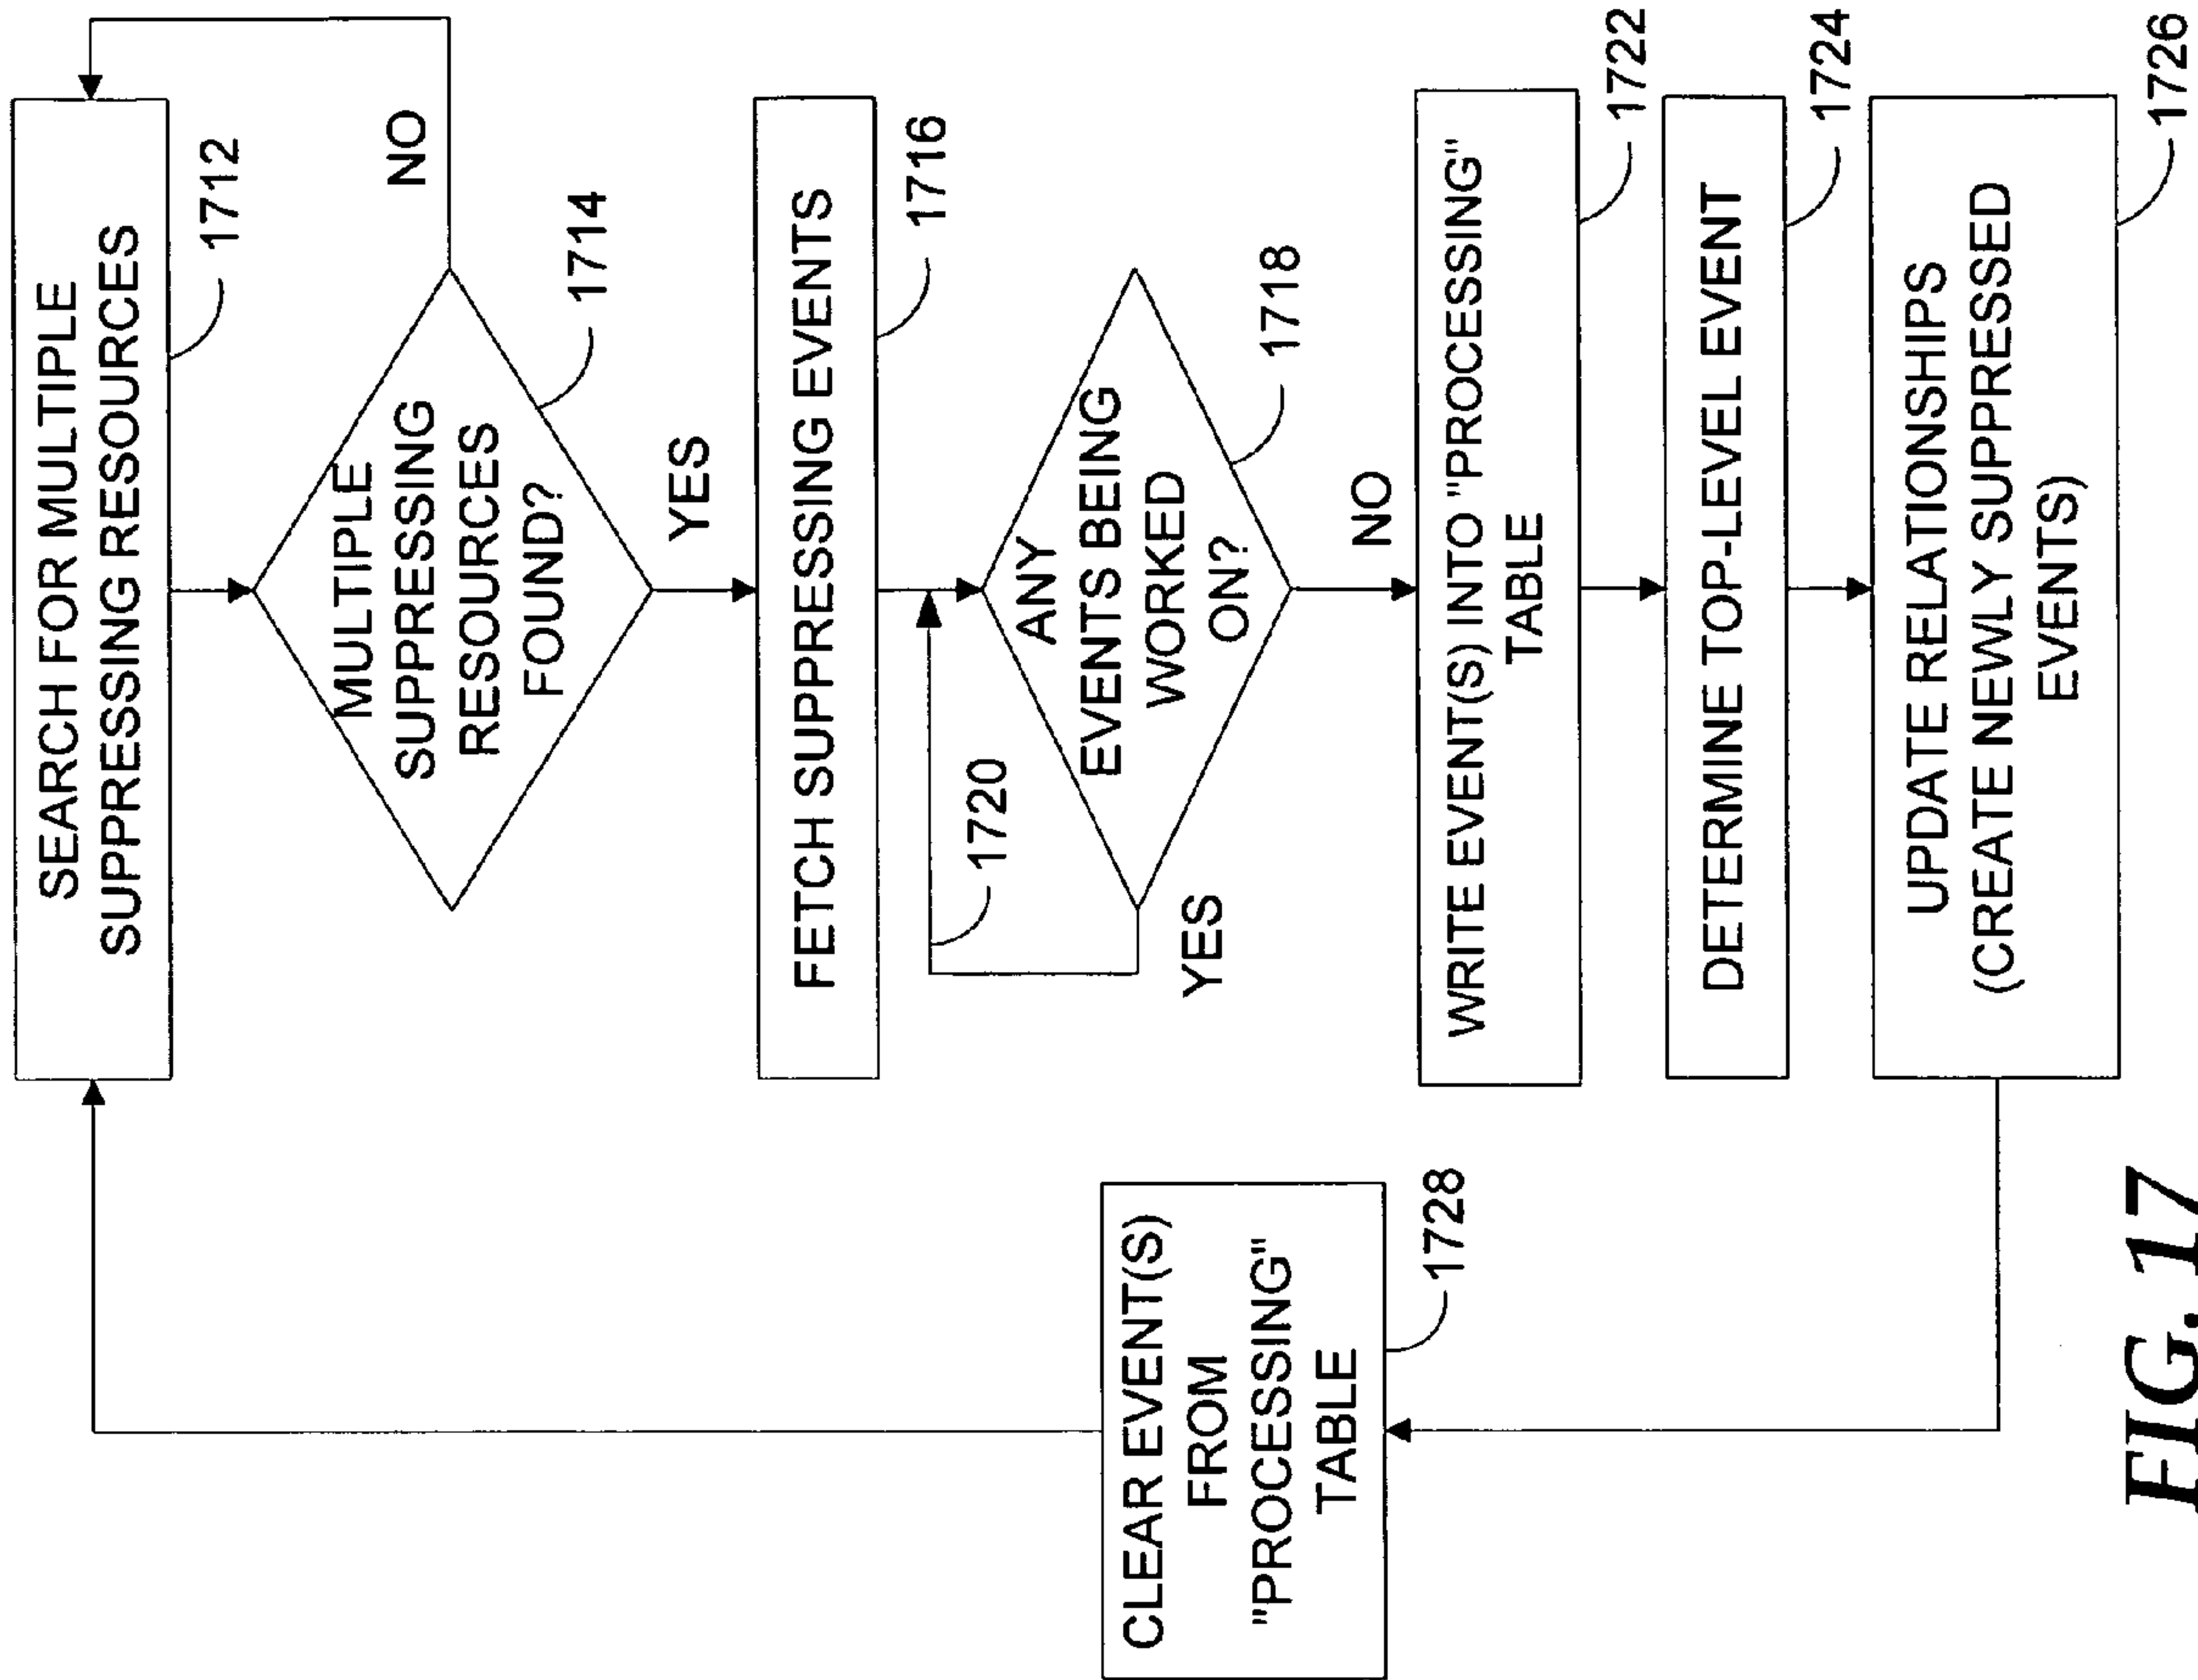 SEARCH FOR MULTIPLE
SUPPRESSING RESOURCES
1712
MULTIPLE
SUPPRESSING
RESOURCES
FOUND?
1714
NO
YES
FETCH SUPPRESSING EVENTS
1716
1720
ANY
EVENTS BEING
WORKED
ON?
1718
YES
NO
WRITE EVENT(S) INTO "PROCESSING"
TABLE
1722
DETERMINE TOP-LEVEL EVENT
1724
UPDATE RELATIONSHIPS
(CREATE NEWLY SUPPRESSED
EVENTS)
1726
CLEAR EVENT(S)
FROM
"PROCESSING"
TABLE
1728
FIG. 17